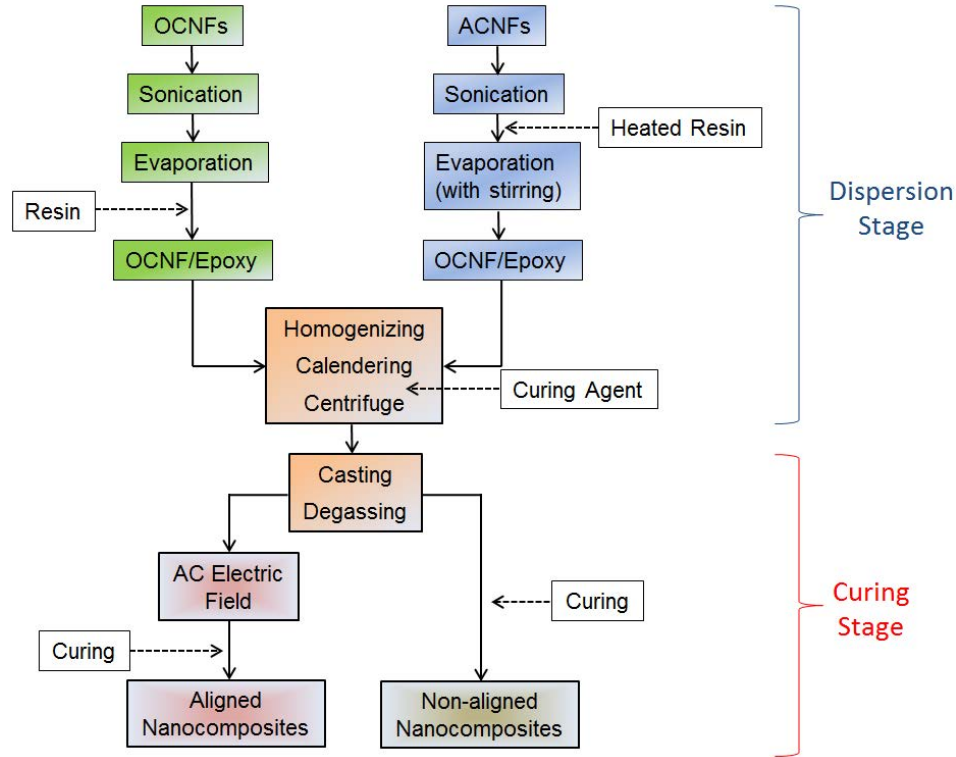 OCNFs
ACNFs
Sonication
Sonication
Heated Resin
Evaporation
Evaporation
(with stirring)
Resin
Dispersion
Stage
OCNF/Epoxy
OCNF/Epoxy
Homogenizing
Calendering
Centrifuge
Curing Agent
Casting
Degassing
AC Electric
Field
Curing
Curing
Curing
Stage
Aligned
Nanocomposites
Non-aligned
Nanocomposites